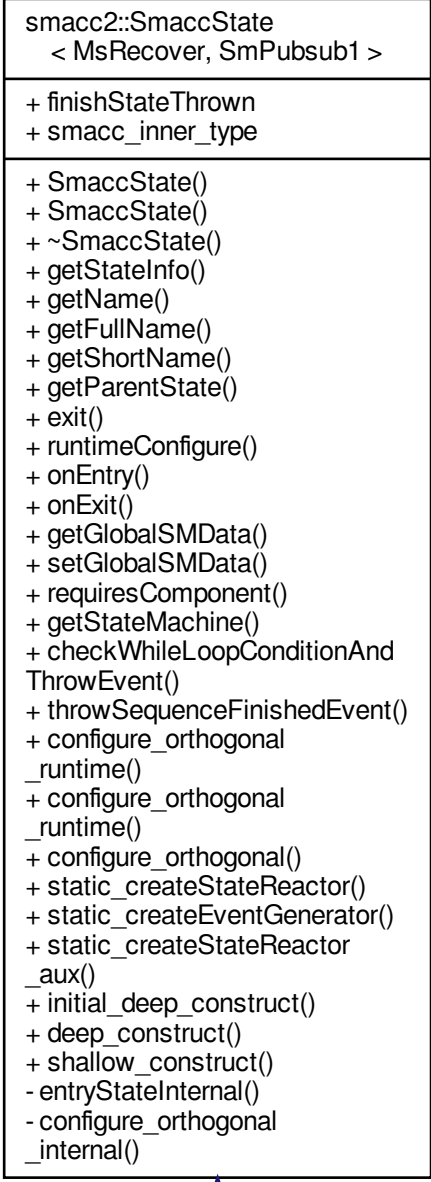 smacc2::SmaccState
< MsRecover, SmPubsub1 >
+ finishStateThrown
+ smacc_inner_type
+ SmaccState()
+ SmaccState()
+ ~SmaccState()
+ getStateInfo()
+ getName()
+ getFullName()
+ getShortName()
+ getParentState()
+ exit()
+ runtimeConfigure()
+ onEntry()
+ onExit()
+ getGlobalSMData()
+ setGlobalSMData()
+ requiresComponent()
+ getStateMachine()
+ checkWhileLoopConditionAnd
ThrowEvent()
+ throwSequenceFinishedEvent()
+ configure_orthogonal
_runtime()
+ configure_orthogonal
_runtime()
+ configure_orthogonal()
+ static_createStateReactor()
+ static_createEventGenerator()
+ static_createStateReactor
_aux()
+ initial_deep_construct()
+ deep_construct()
+ shallow_construct()
- entryStateInternal()
- configure_orthogonal
_internal()